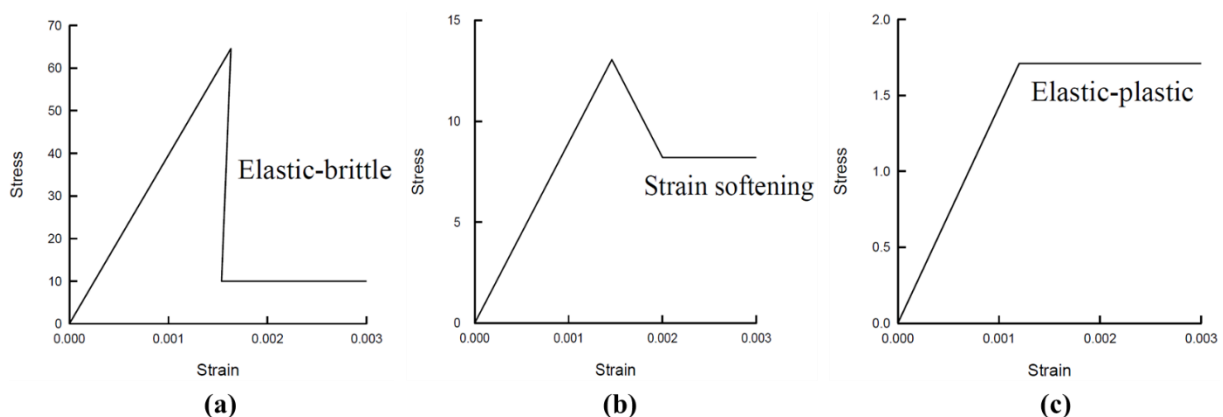 70
60
50
40
30
20
10
0
Stress
Elastic-brittle
0.000 0.001 0.002 0.003
Strain
(a)
15
10
5
0
Stress
Strain softening
0.000 0.001 0.002 0.003
Strain
(b)
2.0
1.5
1.0
0.5
0.0
Stress
Elastic-plastic
0.000 0.001 0.002 0.003
Strain
(c)